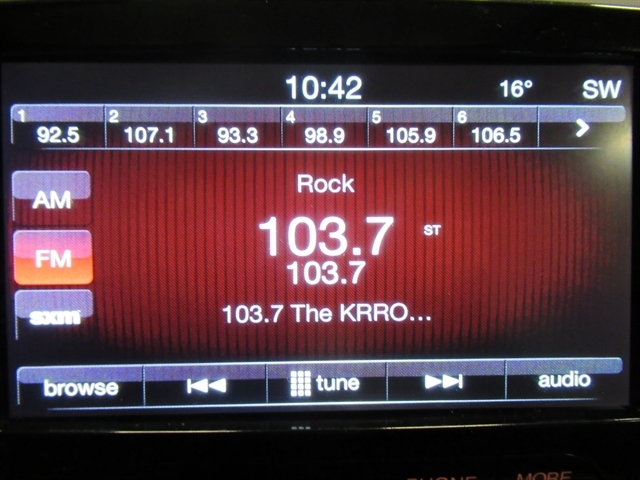 10:42 16° SW
1 2 3 4 5 6
92.5 107.1 93.3 98.9 105.9 106.5
Rock
AM
103.7 ST
FM
103.7
sxm
103.7 The KRRO...
browse tune audio
PHONE MORE